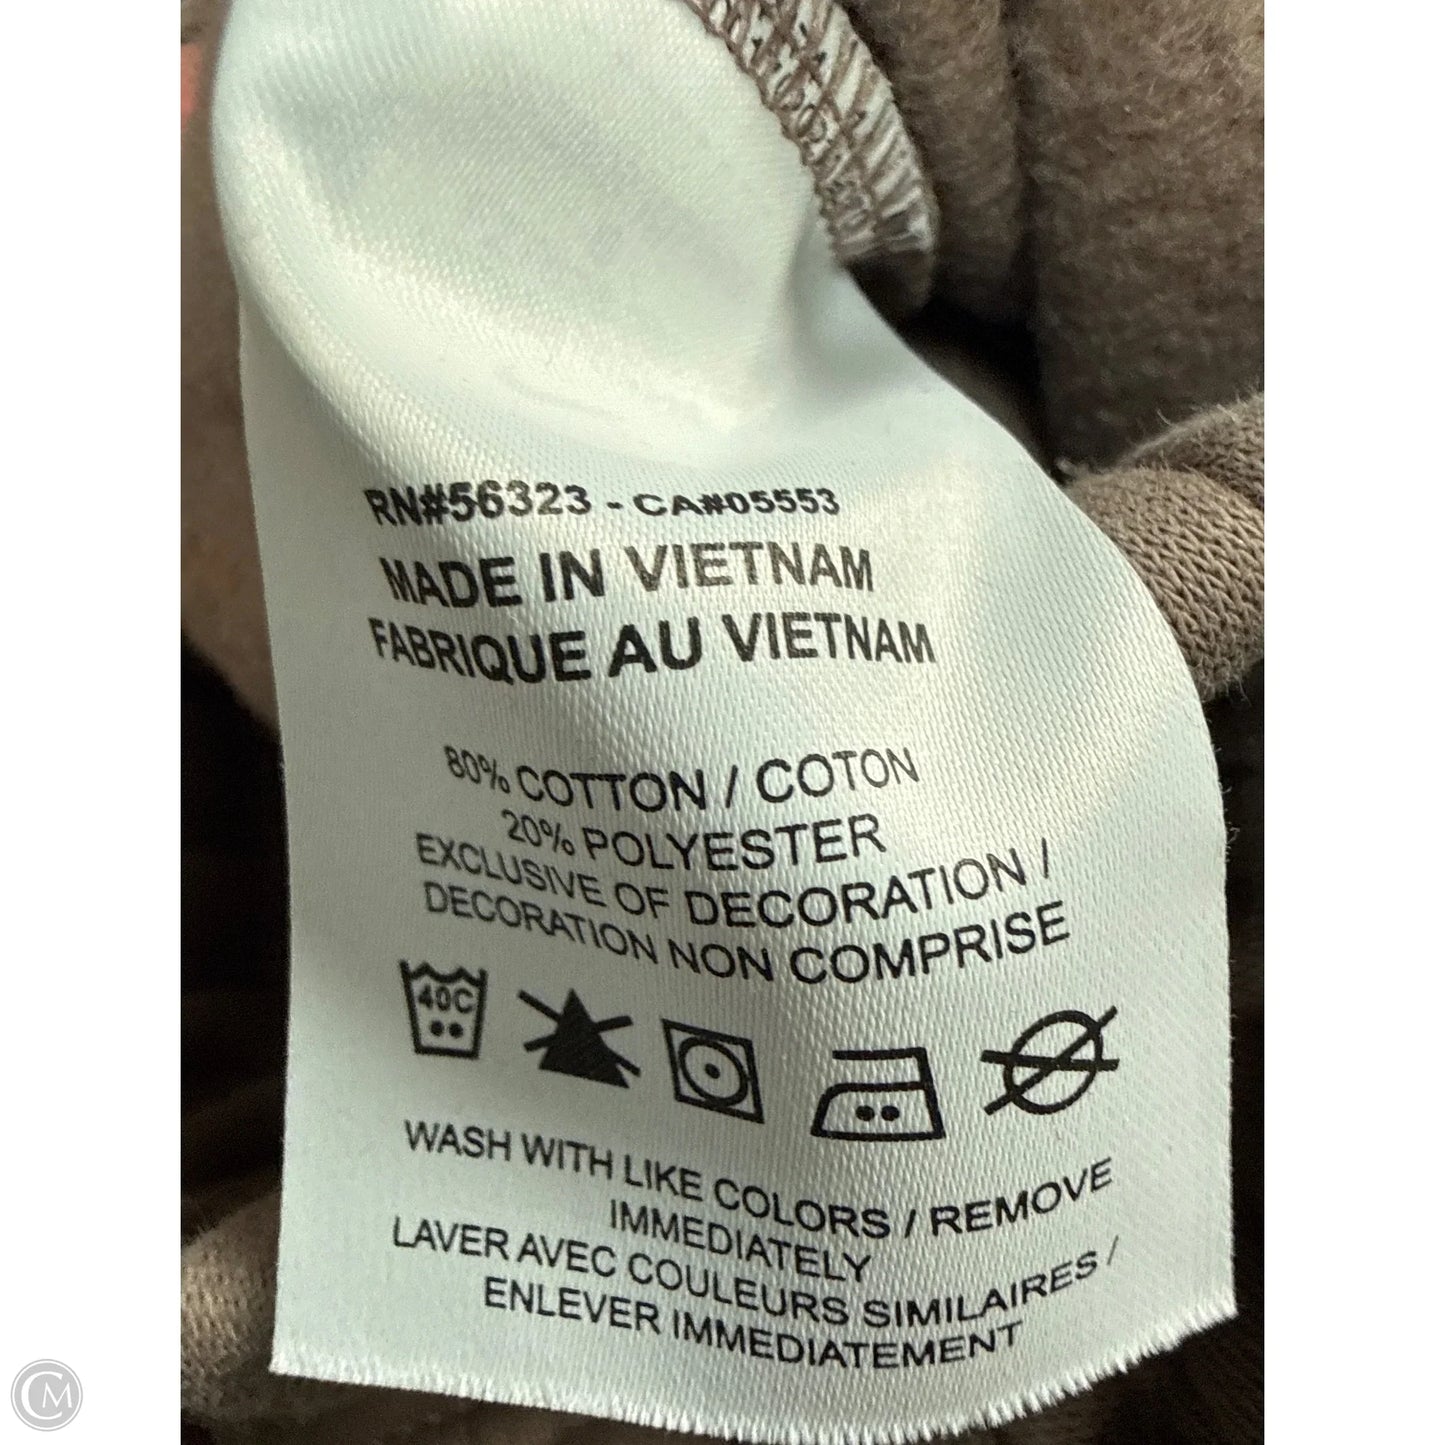 RN#56323 - CA#05553
MADE IN VIETNAM
FABRIQUE AU VIETNAM
80% COTTON / COTON
20% POLYESTER
EXCLUSIVE OF DECORATION /
DECORATION NON COMPRISE
40C
WASH WITH LIKE COLORS / REMOVE
IMMEDIATELY
LAVER AVEC COULEURS SIMILAIRES /
ENLEVER IMMEDIATEMENT
CM